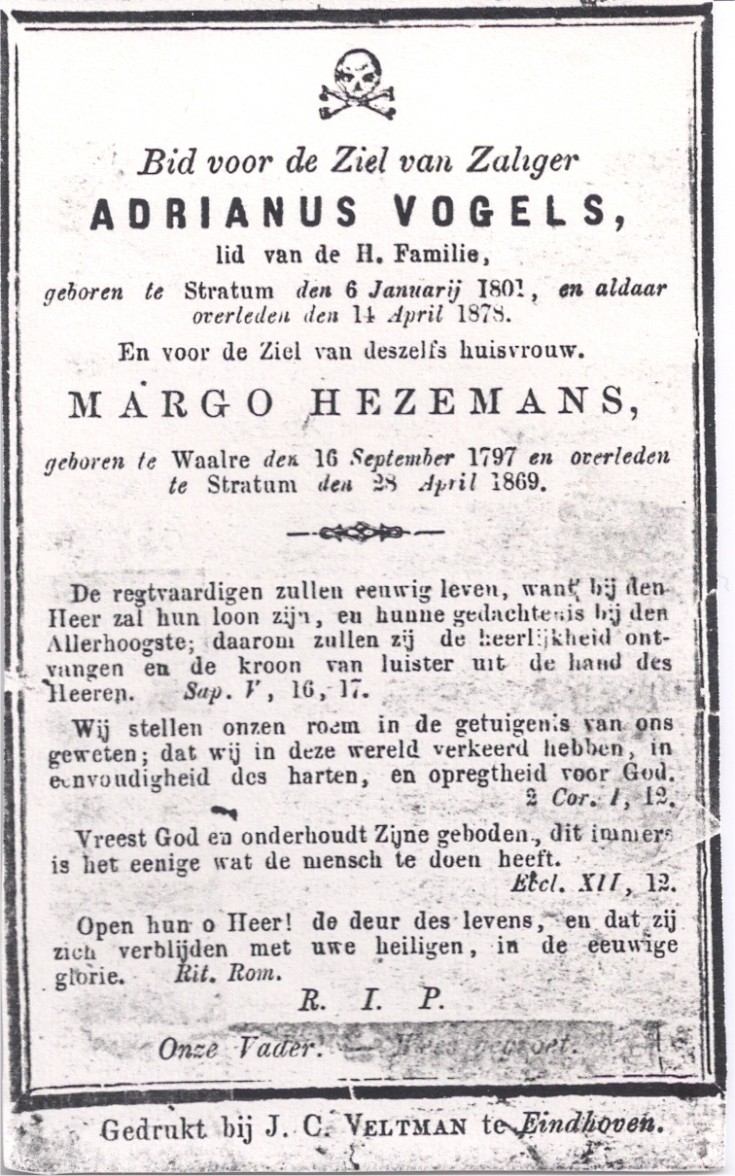 Bid voor de Ziel van Zaliger
ADRIANUS VOGELS,
lid van de H. Familie,
geboren te Stratum den 6 Januarij 1801, en aldaar
overleden den 14 April 1878.
En voor de Ziel van deszelfs huisvrouw.
MARGO HEZEMANS,
geboren te Waalre den 16 September 1797 en overleden
te Stratum den 28 April 1869.
De regtvaardigen zullen eeuwig leven, want bij den
Heer zal hun loon zijn, en hunne gedachtenis bij den
Allerhoogste; daarom zullen zij de heerlijkheid ont-
vangen en de kroon van luister uit de hand des
Heeren. Sap. V, 16, 17.
Wij stellen onzen roem in de getuigenis van ons
geweten; dat wij in deze wereld verkeerd hebben, in
eenvoudigheid des harten, en opregtheid voor God.
2 Cor. I, 12.
Vreest God en onderhoudt Zijne geboden, dit immers
is het eenige wat de mensch te doen heeft.
Eccl. XII, 12.
Open hun o Heer! de deur des levens, en dat zij
zich verblijden met uwe heiligen, in de eeuwige
glorie. Rit. Rom.
R. I. P.
Onze Vader. — Wees gegroet.
Gedrukt bij J. C. VELTMAN te Eindhoven.